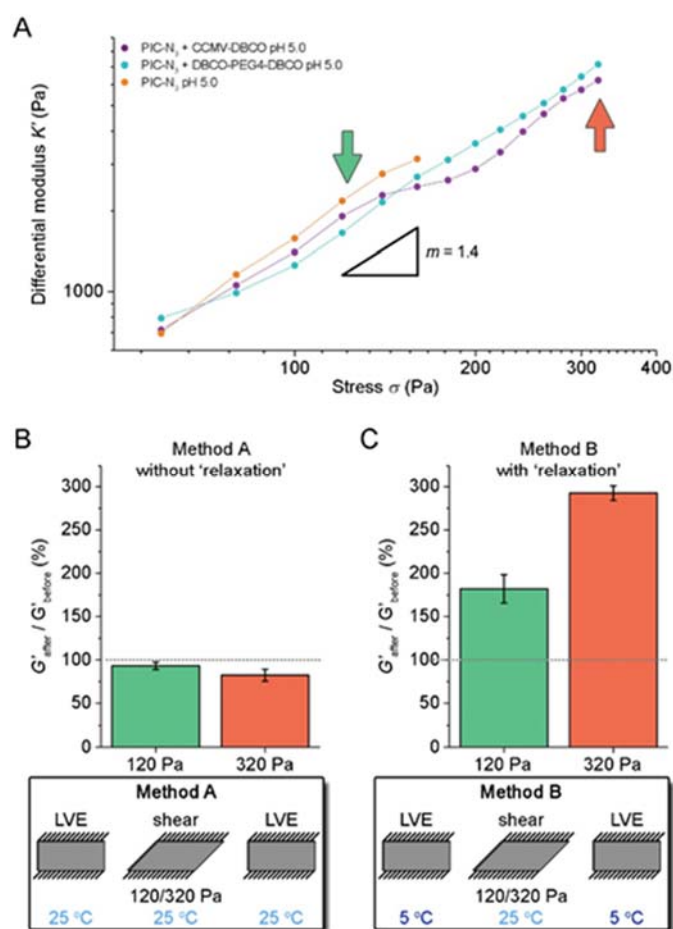 A
PIC-N₃ + CCMV-DBCO pH 5.0
PIC-N₃ + DBCO-PEG4-DBCO pH 5.0
PIC-N₃ pH 5.0
Differential modulus K' (Pa)
1000
m = 1.4
100
200
300
400
Stress σ (Pa)
B
Method A
without 'relaxation'
G'after / G'before (%)
300
250
200
150
100
50
0
120 Pa
320 Pa
Method A
LVE
shear
LVE
120/320 Pa
25 °C
25 °C
25 °C
C
Method B
with 'relaxation'
G'after / G'before (%)
300
250
200
150
100
50
0
120 Pa
320 Pa
Method B
LVE
shear
LVE
120/320 Pa
5 °C
25 °C
5 °C